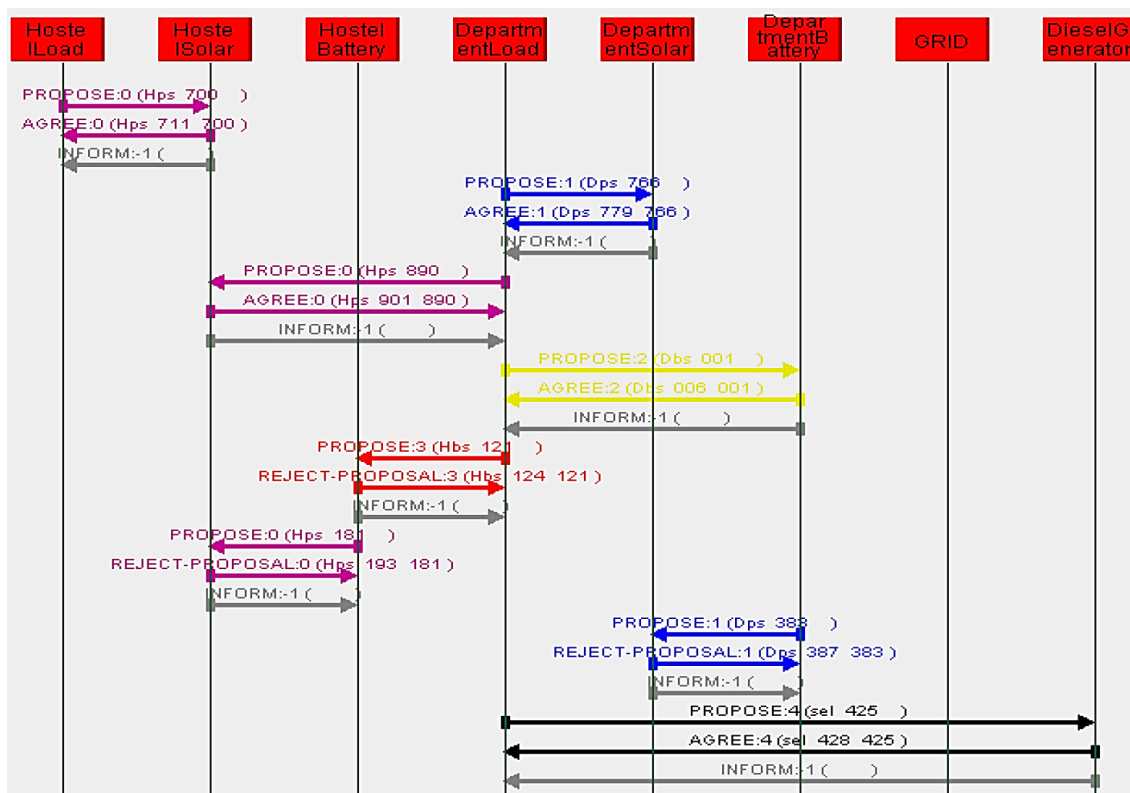 Hoste
lLoad
Hoste
lSolar
Hostel
Battery
Departm
entLoad
Departm
entSolar
Depar
tmentB
attery
GRID
DieselG
enerator
PROPOSE:0 (Hps 700 )
AGREE:0 (Hps 711 700 )
INFORM:-1 ( )
PROPOSE:1 (Dps 766 )
AGREE:1 (Dps 779 766 )
INFORM:-1 ( )
PROPOSE:0 (Hps 890 )
AGREE:0 (Hps 901 890 )
INFORM:-1 ( )
PROPOSE:2 (Dbs 001 )
AGREE:2 (Dbs 006 001 )
INFORM:-1 ( )
PROPOSE:3 (Hbs 121 )
REJECT-PROPOSAL:3 (Hbs 124 121 )
INFORM:-1 ( )
PROPOSE:0 (Hps 181 )
REJECT-PROPOSAL:0 (Hps 193 181 )
INFORM:-1 ( )
PROPOSE:1 (Dps 383 )
REJECT-PROPOSAL:1 (Dps 387 383 )
INFORM:-1 ( )
PROPOSE:4 (sel 425 )
AGREE:4 (sel 428 425 )
INFORM:-1 ( )